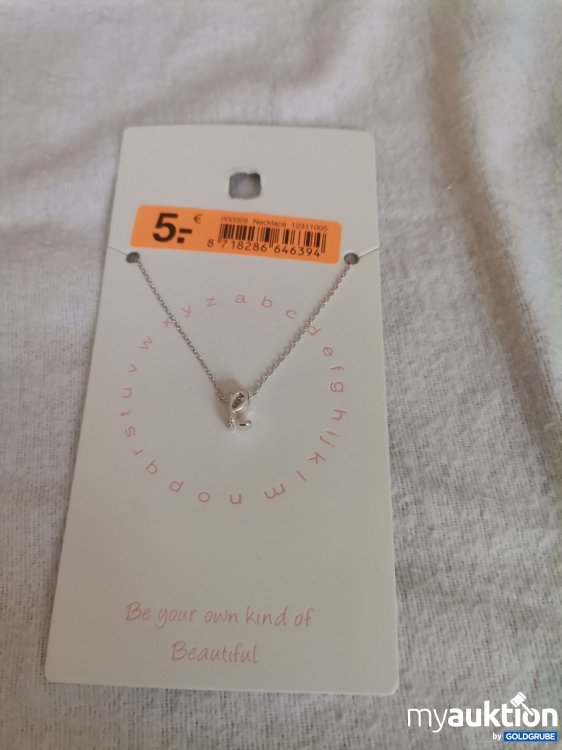 5.- €
000005 Necklace 12311005
8 718286 646394
a b c d e f g h i j k l m n o p q r s t u v w x y z
R
Be your own kind of
Beautiful.
myauktion
by GOLDGRUBE